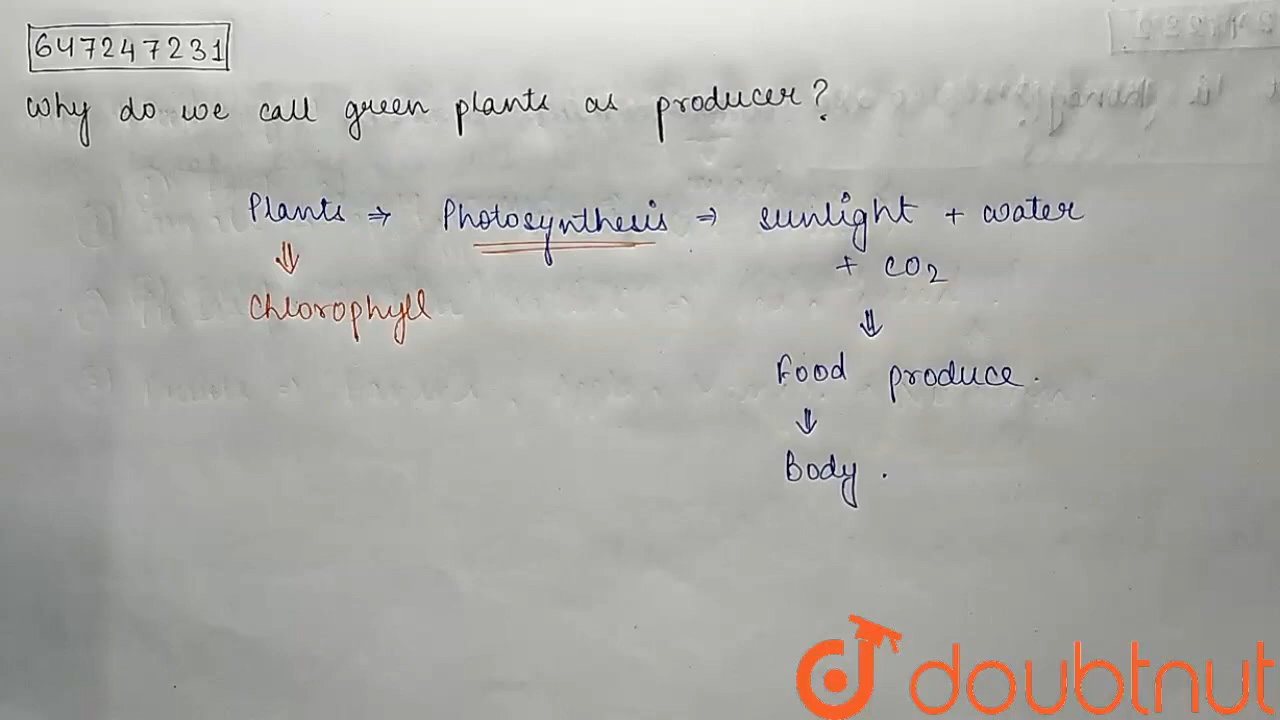 647247231
Why do we call green plants as producer?
Plants ⇒ Photosynthesis ⇒ sunlight + water
+ CO2
⇓
⇓
Chlorophyll
⇓
Food produce.
↓
Body.
doubtnut